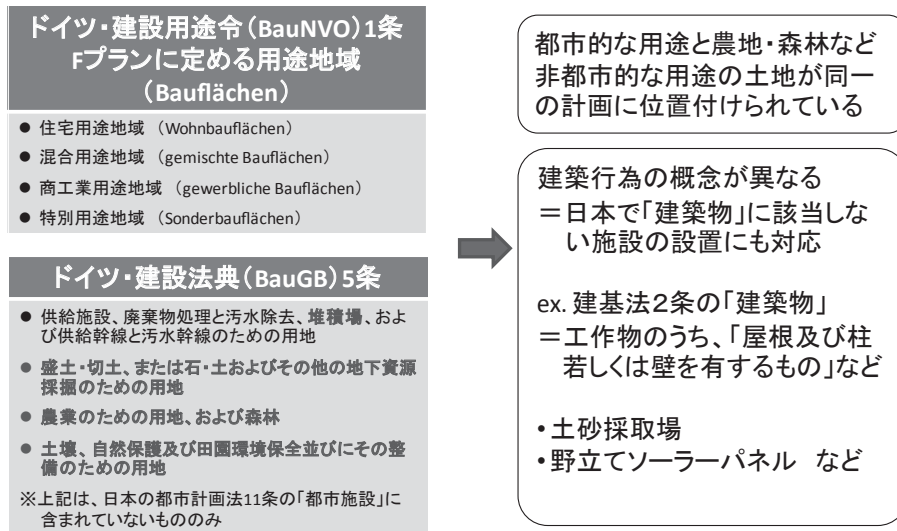 ドイツ・建設用途令(BauNVO)1条
Fプランに定める用途地域
(Bauflächen)
● 住宅用途地域 (Wohnbauflächen)
● 混合用途地域 (gemischte Bauflächen)
● 商工業用途地域 (gewerbliche Bauflächen)
● 特別用途地域 (Sonderbauflächen)
ドイツ・建設法典(BauGB)5条
● 供給施設、廃棄物処理と汚水除去、堆積場、およ
び供給幹線と汚水幹線のための用地
● 盛土・切土、または石・土およびその他の地下資源
採掘のための用地
● 農業のための用地、および森林
● 土壌、自然保護及び田園環境保全並びにその整
備のための用地
※上記は、日本の都市計画法11条の「都市施設」に
含まれていないもののみ
都市的な用途と農地・森林など
非都市的な用途の土地が同一
の計画に位置付けられている
建築行為の概念が異なる
=日本で「建築物」に該当しな
い施設の設置にも対応
ex. 建基法2条の「建築物」
=工作物のうち、「屋根及び柱
若しくは壁を有するもの」など
・土砂採取場
・野立てソーラーパネル など